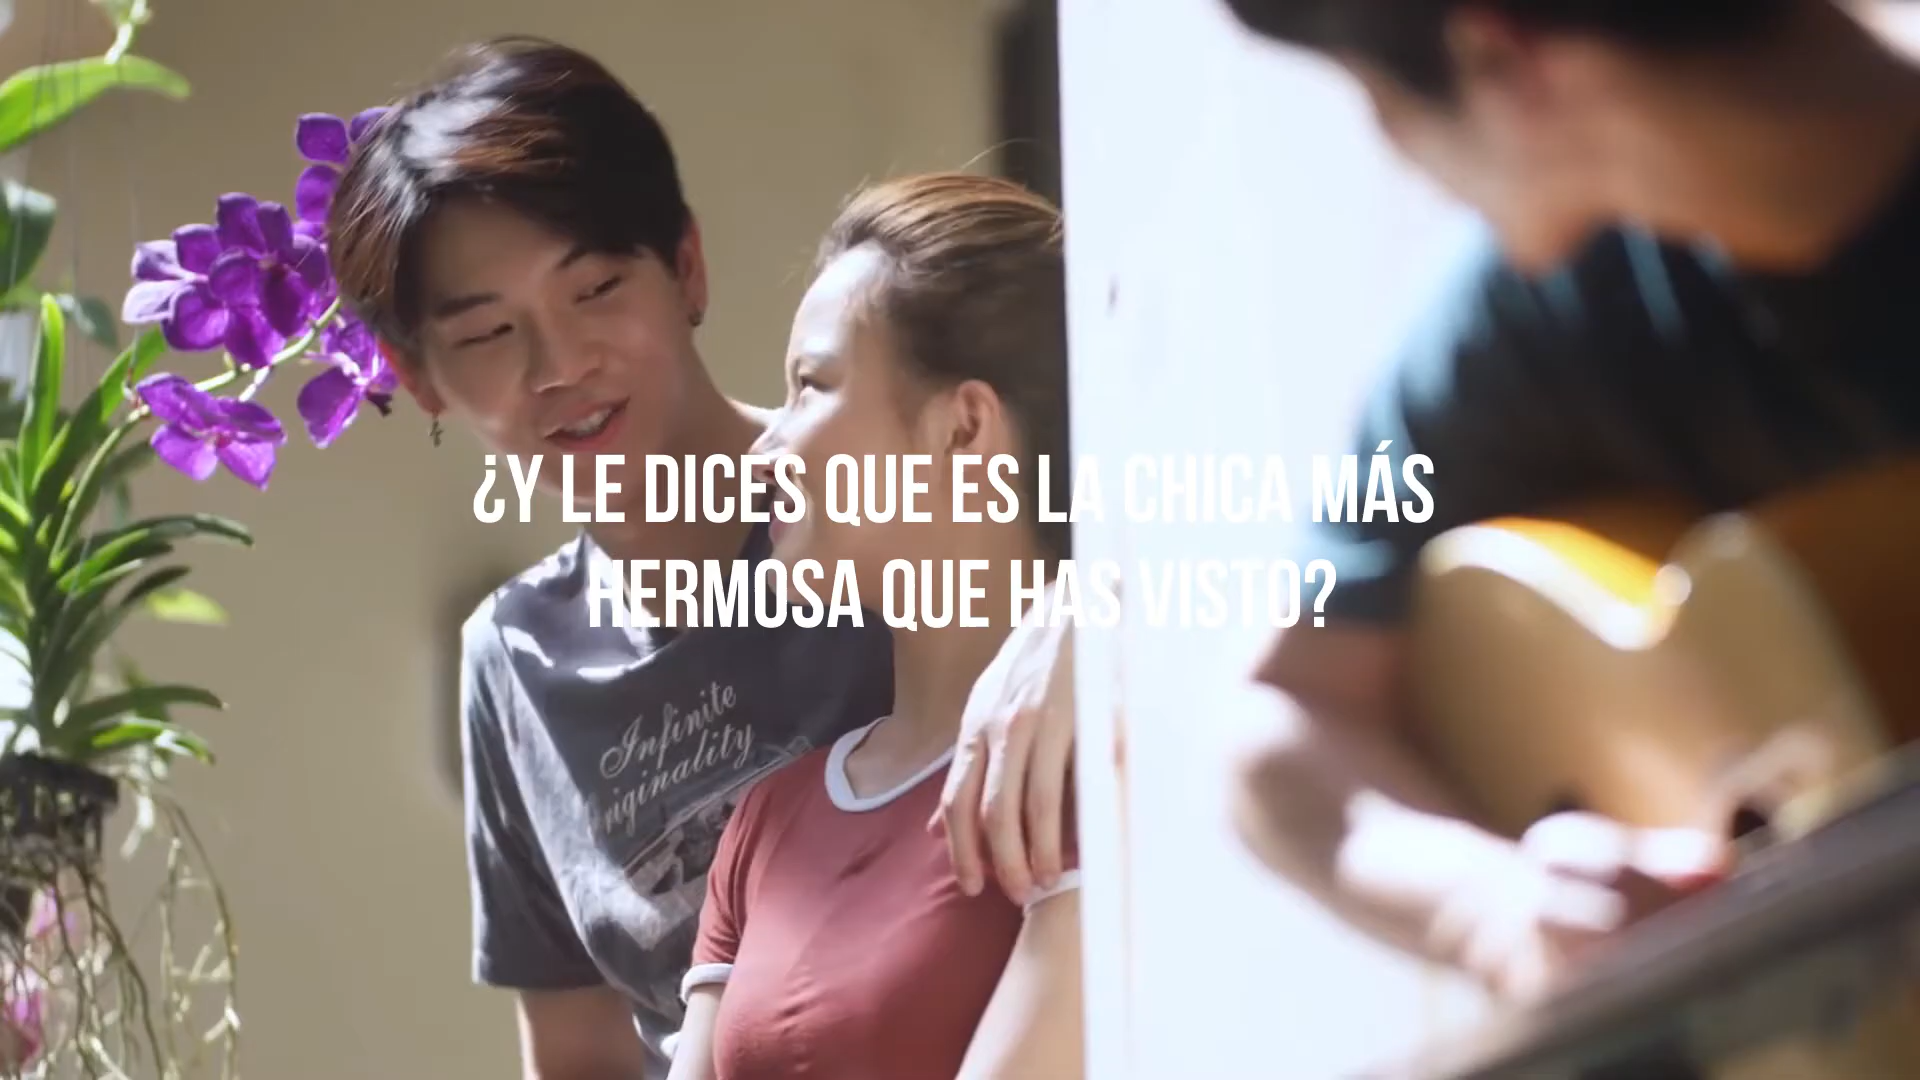 ¿Y LE DICES QUE ES LA CHICA MÁS
HERMOSA QUE HAS VISTO?
Infinite
Originality